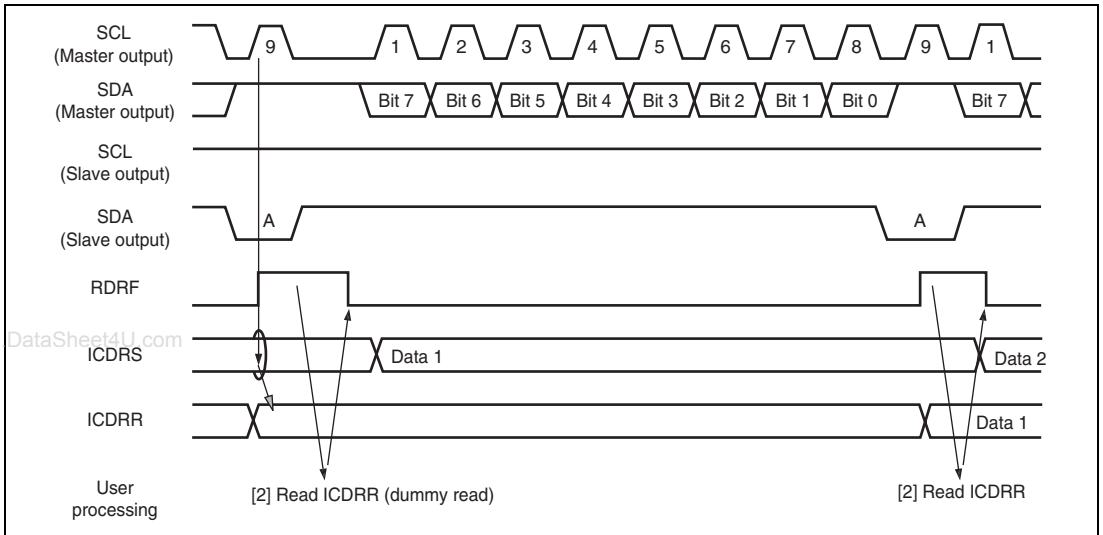 SCL
(Master output)
9 1 2 3 4 5 6 7 8 9 1
SDA
(Master output)
Bit 7 Bit 6 Bit 5 Bit 4 Bit 3 Bit 2 Bit 1 Bit 0 Bit 7
SCL
(Slave output)
SDA
(Slave output)
A A
RDRF
DataSheet4U.com
ICDRS
Data 1 Data 2
ICDRR
Data 1
User
processing
[2] Read ICDRR (dummy read) [2] Read ICDRR